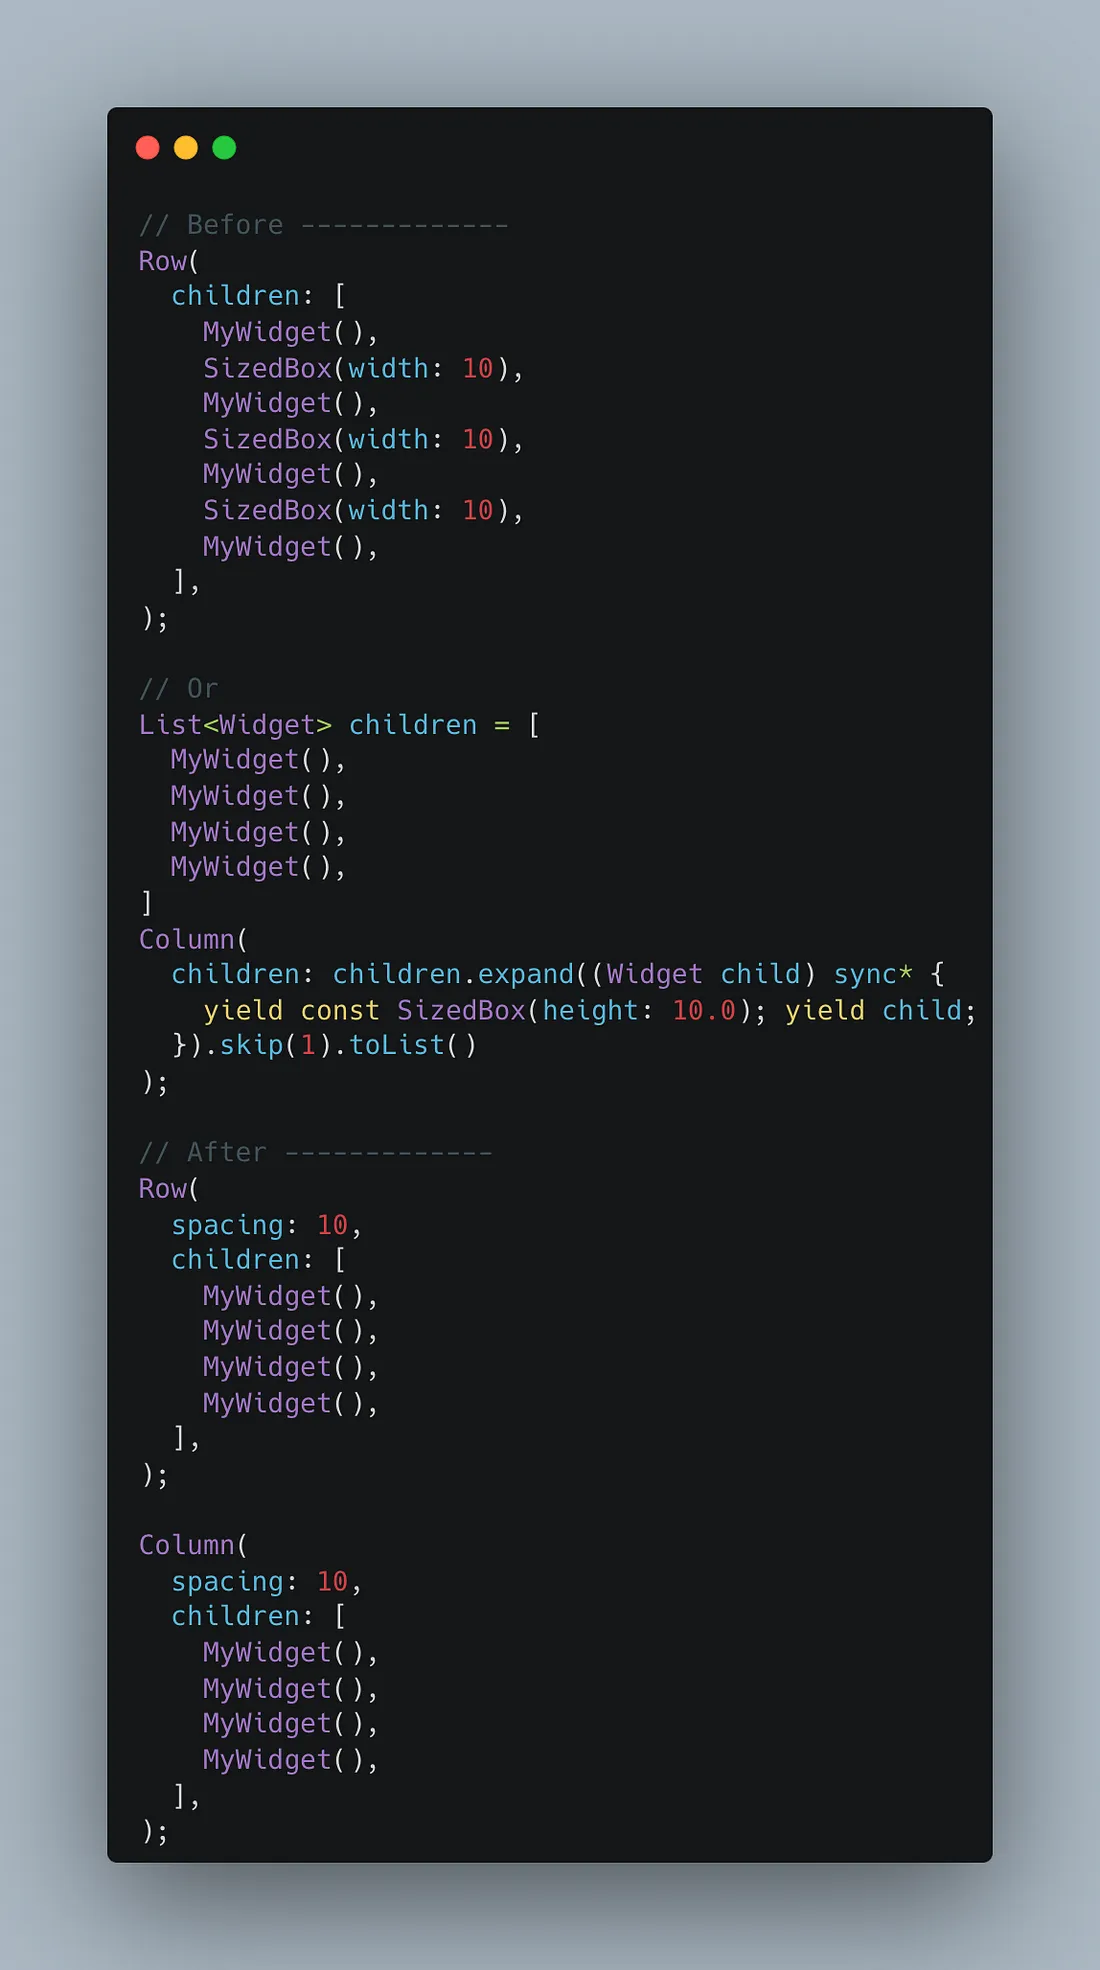 // Before -------------
Row(
  children: [
    MyWidget(),
    SizedBox(width: 10),
    MyWidget(),
    SizedBox(width: 10),
    MyWidget(),
    SizedBox(width: 10),
    MyWidget(),
  ],
);

// Or
List<Widget> children = [
  MyWidget(),
  MyWidget(),
  MyWidget(),
  MyWidget(),
]
Column(
  children: children.expand((Widget child) sync* {
    yield const SizedBox(height: 10.0); yield child;
  }).skip(1).toList()
);

// After -------------
Row(
  spacing: 10,
  children: [
    MyWidget(),
    MyWidget(),
    MyWidget(),
    MyWidget(),
  ],
);

Column(
  spacing: 10,
  children: [
    MyWidget(),
    MyWidget(),
    MyWidget(),
    MyWidget(),
  ],
);